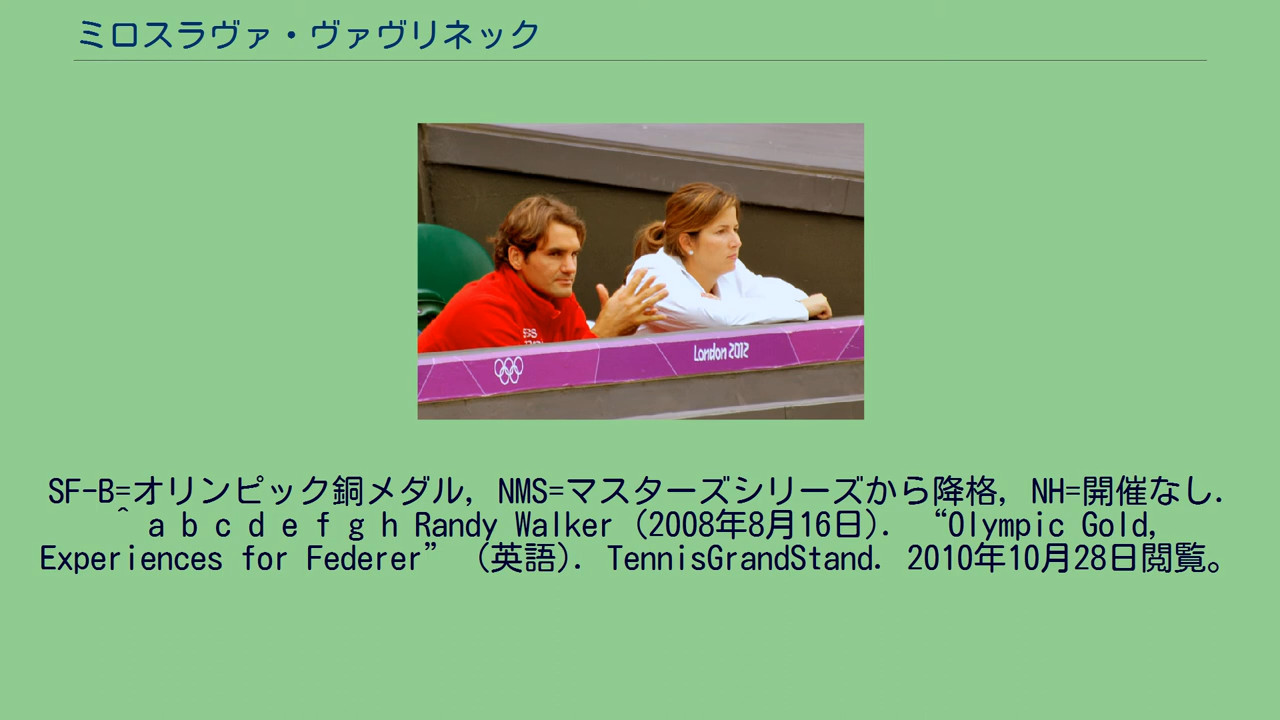 ミロスラヴァ・ヴァヴリネック
London 2012
SF-B=オリンピック銅メダル, NMS=マスターズシリーズから降格, NH=開催なし.
^ a b c d e f g h Randy Walker (2008年8月16日). “Olympic Gold,
Experiences for Federer” (英語). TennisGrandStand. 2010年10月28日閲覧。